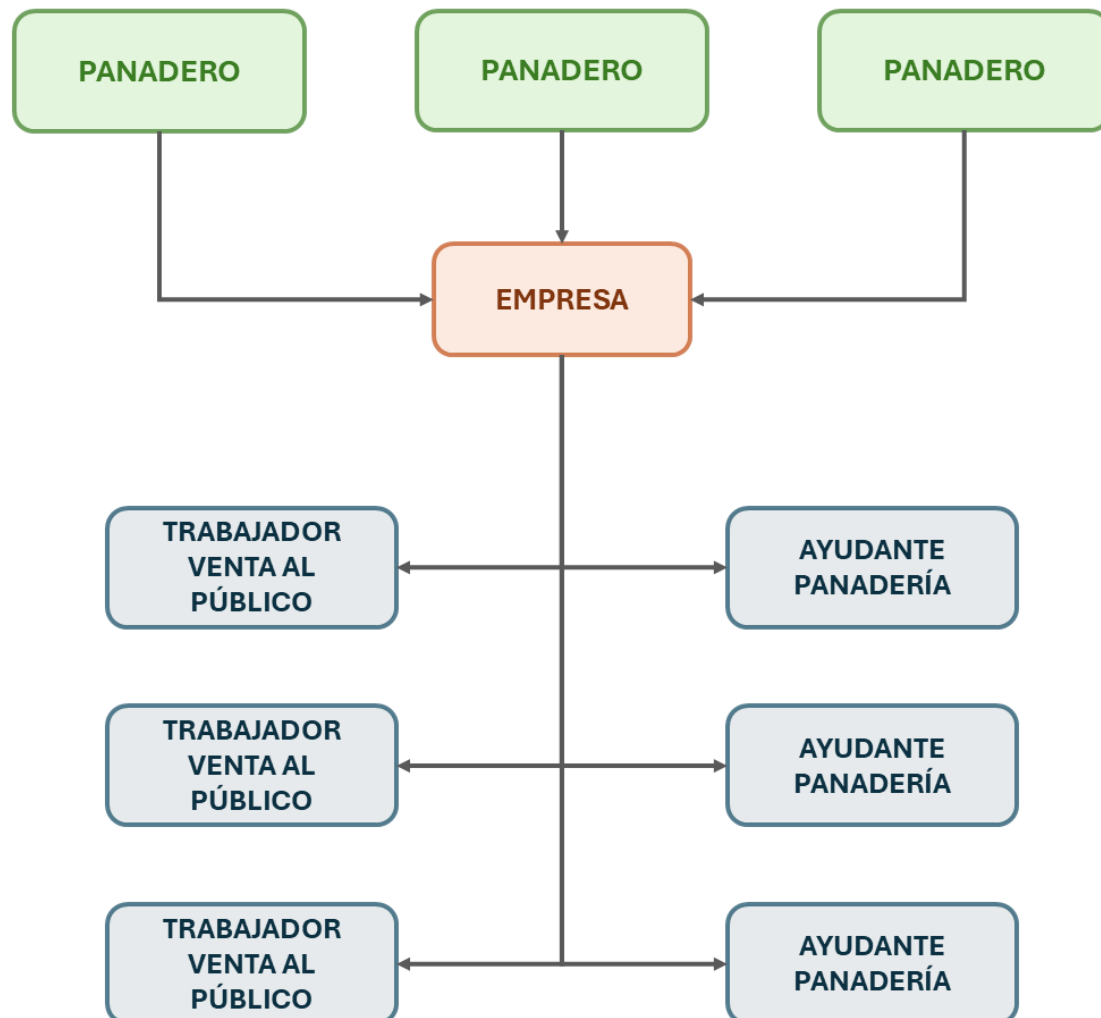 PANADERO
PANADERO
PANADERO
EMPRESA
TRABAJADOR
VENTA AL
PÚBLICO
AYUDANTE
PANADERÍA
TRABAJADOR
VENTA AL
PÚBLICO
AYUDANTE
PANADERÍA
TRABAJADOR
VENTA AL
PÚBLICO
AYUDANTE
PANADERÍA